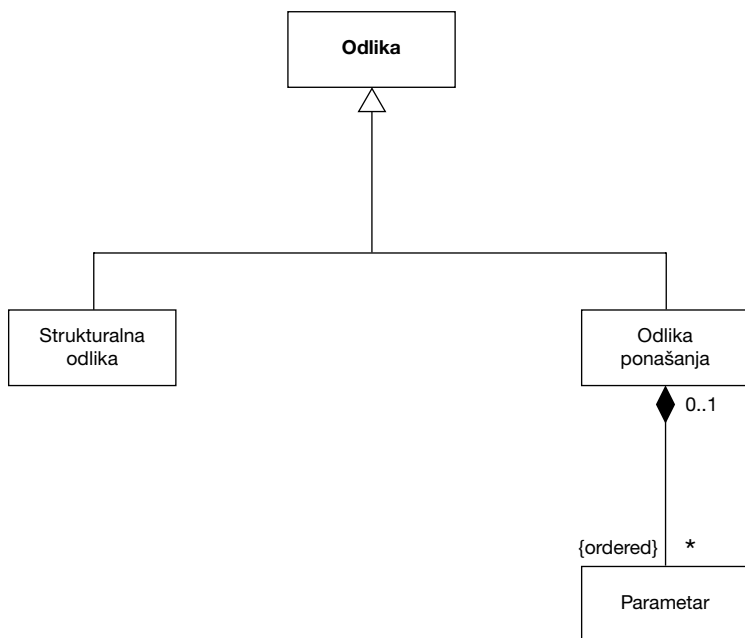 Odlika
Strukturalna
odlika
Odlika
ponašanja
0..1
{ordered} *
Parametar